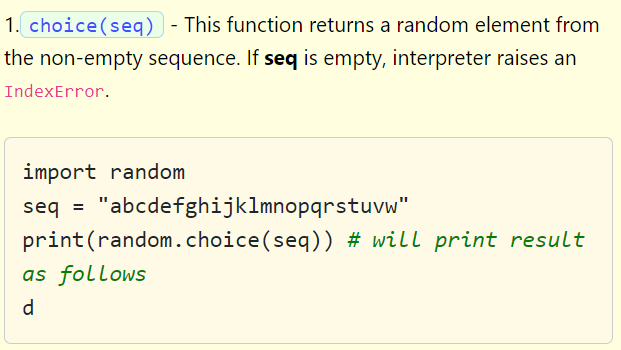 1. choice(seq) - This function returns a random element from
the non-empty sequence. If seq is empty, interpreter raises an
IndexError.
import random
seq = "abcdefghijklmnopqrstuvw"
print(random.choice(seq)) # will print result
as follows
d